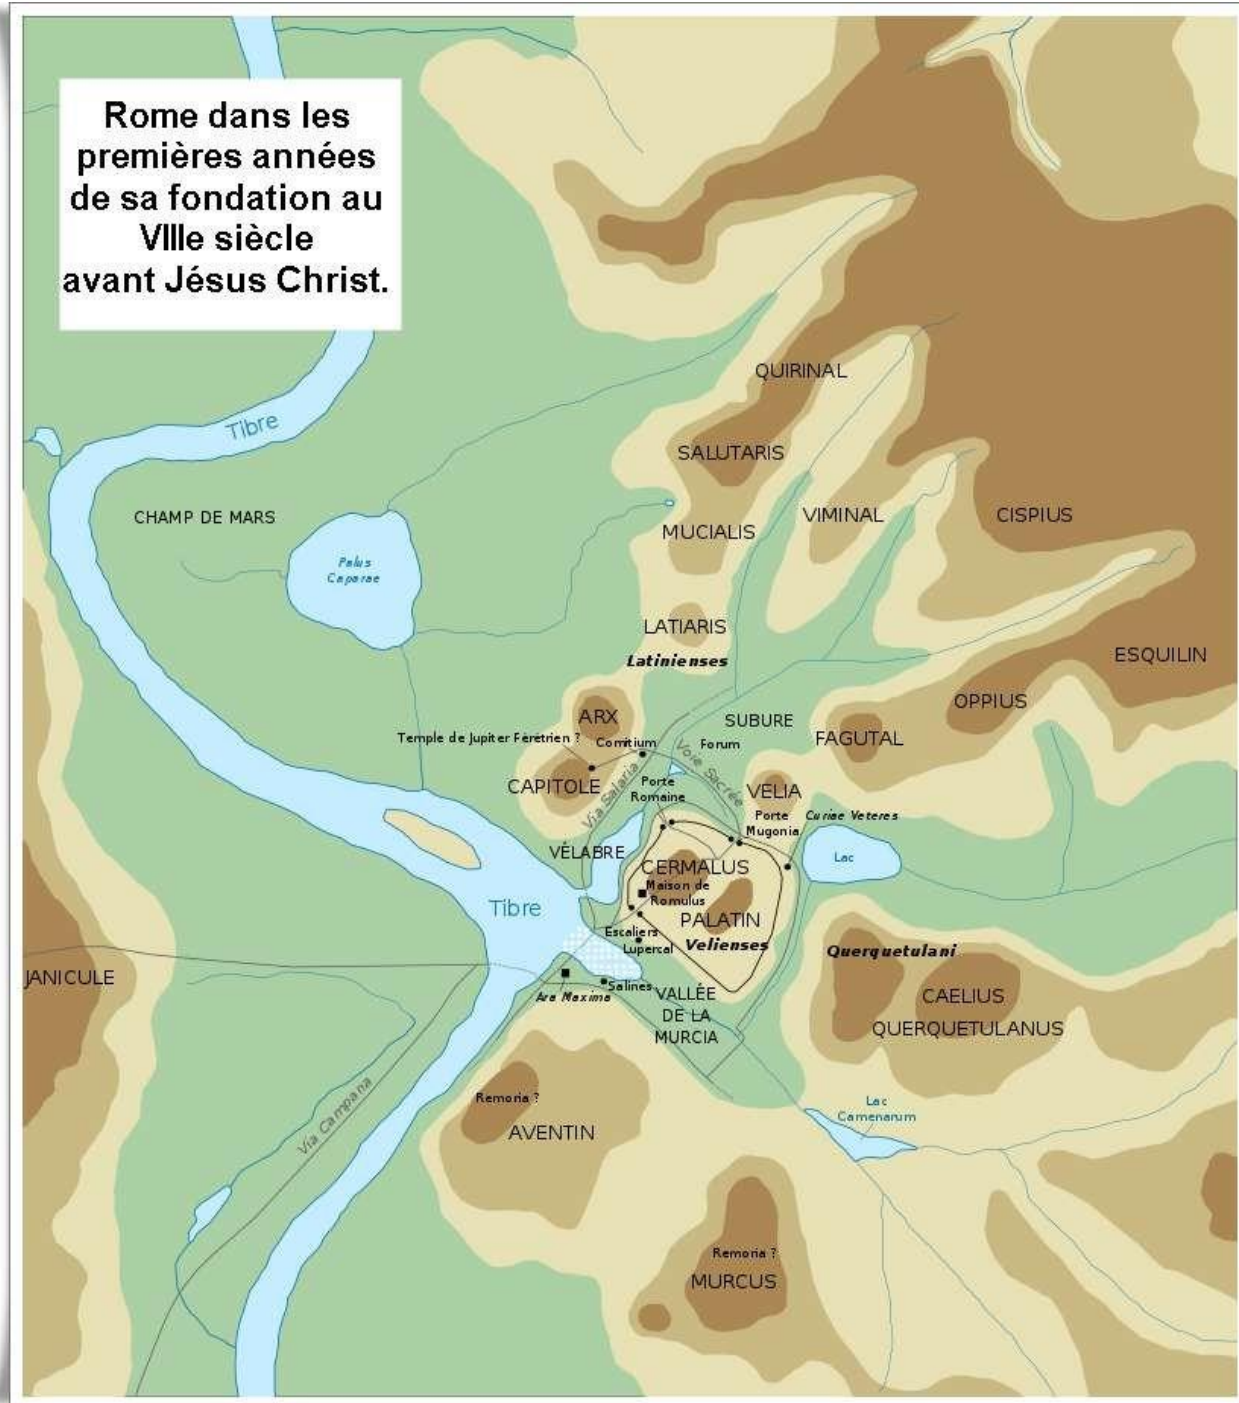 Rome dans les
premières années
de sa fondation au
VIIIe siècle
avant Jésus Christ.
QUIRINAL
Tibre
SALUTARIS
CHAMP DE MARS
VIMINAL
CISPIUS
MUCIALIS
Palus
Caparae
LATIARIS
Latinienses
ESQUILIN
OPPIUS
ARX
SUBURE
Temple de Jupiter Férétrien ?
Comitium
Forum
FAGUTAL
Voie Sacrée
CAPITOLE
Via Salaria
Porte
Romaine
VELIA
Porte
Mugonia
Curiae Veteres
VÉLABRE
CERMALUS
Lac
Maison de
Romulus
Tibre
PALATIN
Escaliers
Lupercal
Velienses
Querquetulani
JANICULE
Ara Maxima
Salines
VALLÉE
DE LA
MURCIA
CAELIUS
QUERQUETULANUS
Via Campana
Remoria ?
AVENTIN
Lac
Camenarum
Remoria ?
MURCUS